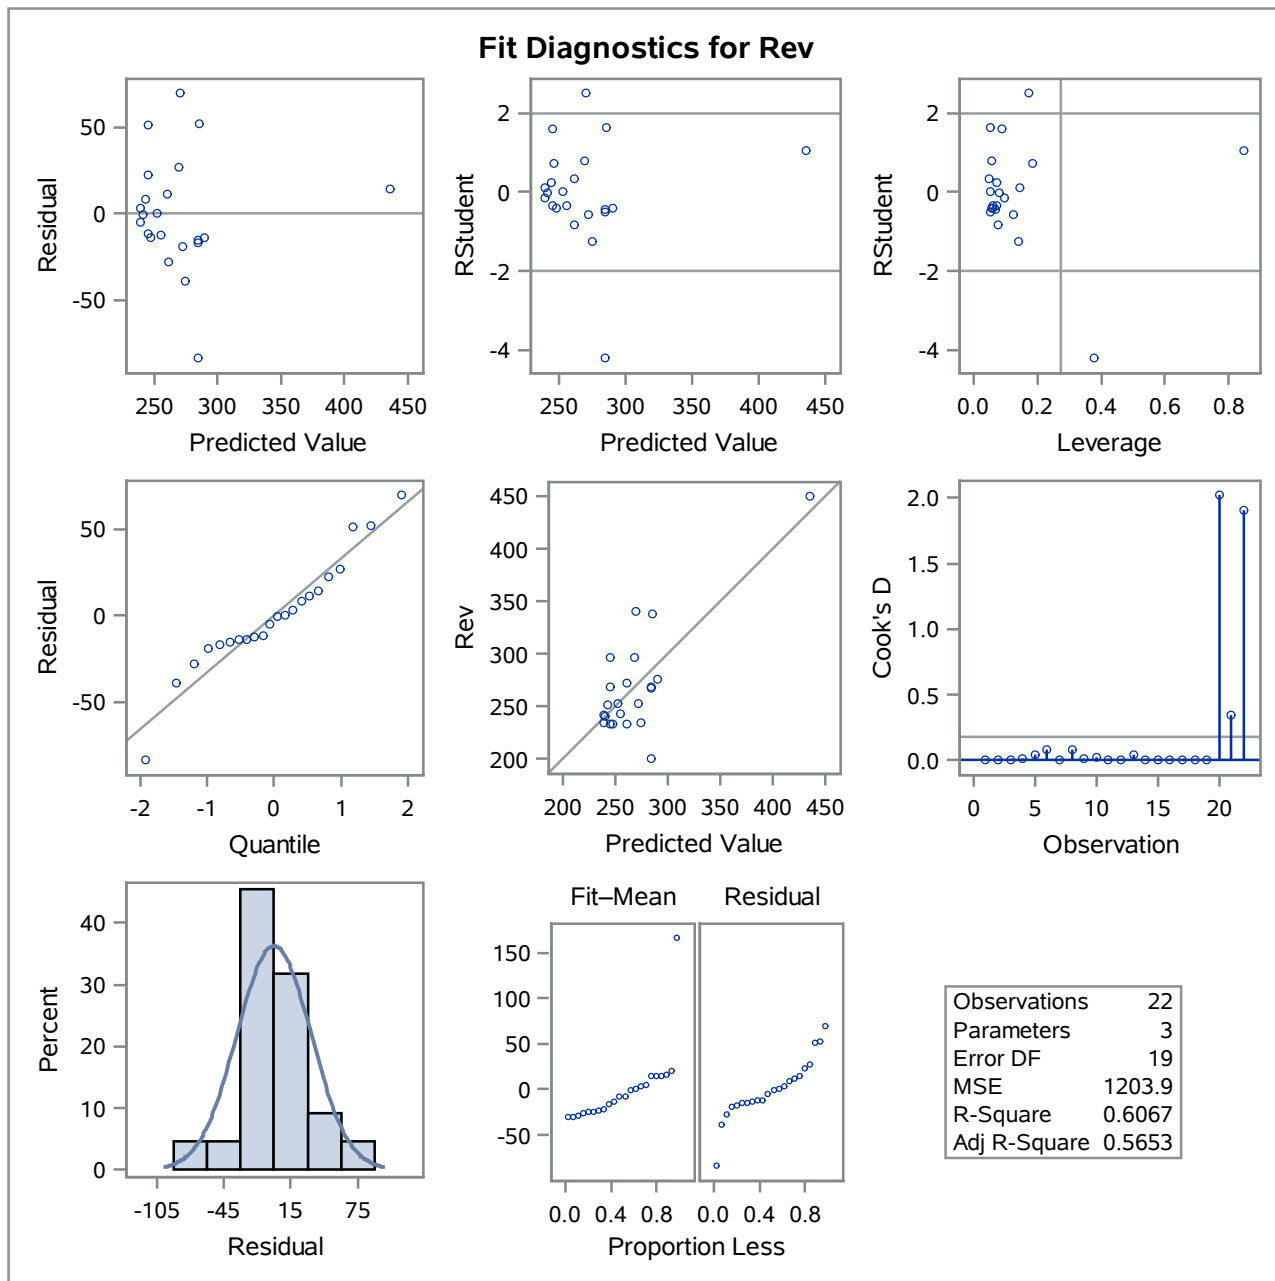 Fit Diagnostics for Rev
Residual
50
0
-50
250 300 350 400 450
Predicted Value
RStudent
2
0
-2
-4
250 300 350 400 450
Predicted Value
RStudent
2
0
-2
-4
0.0 0.2 0.4 0.6 0.8
Leverage
Residual
50
0
-50
-2 -1 0 1 2
Quantile
Rev
450
400
350
300
250
200
200 250 300 350 400 450
Predicted Value
Cook's D
2.0
1.5
1.0
0.5
0.0
0 5 10 15 20
Observation
Percent
40
30
20
10
0
-105 -45 15 75
Residual
Fit–Mean Residual
150
100
50
0
-50
0.0 0.4 0.8 0.0 0.4 0.8
Proportion Less
Observations 22
Parameters 3
Error DF 19
MSE 1203.9
R-Square 0.6067
Adj R-Square 0.5653